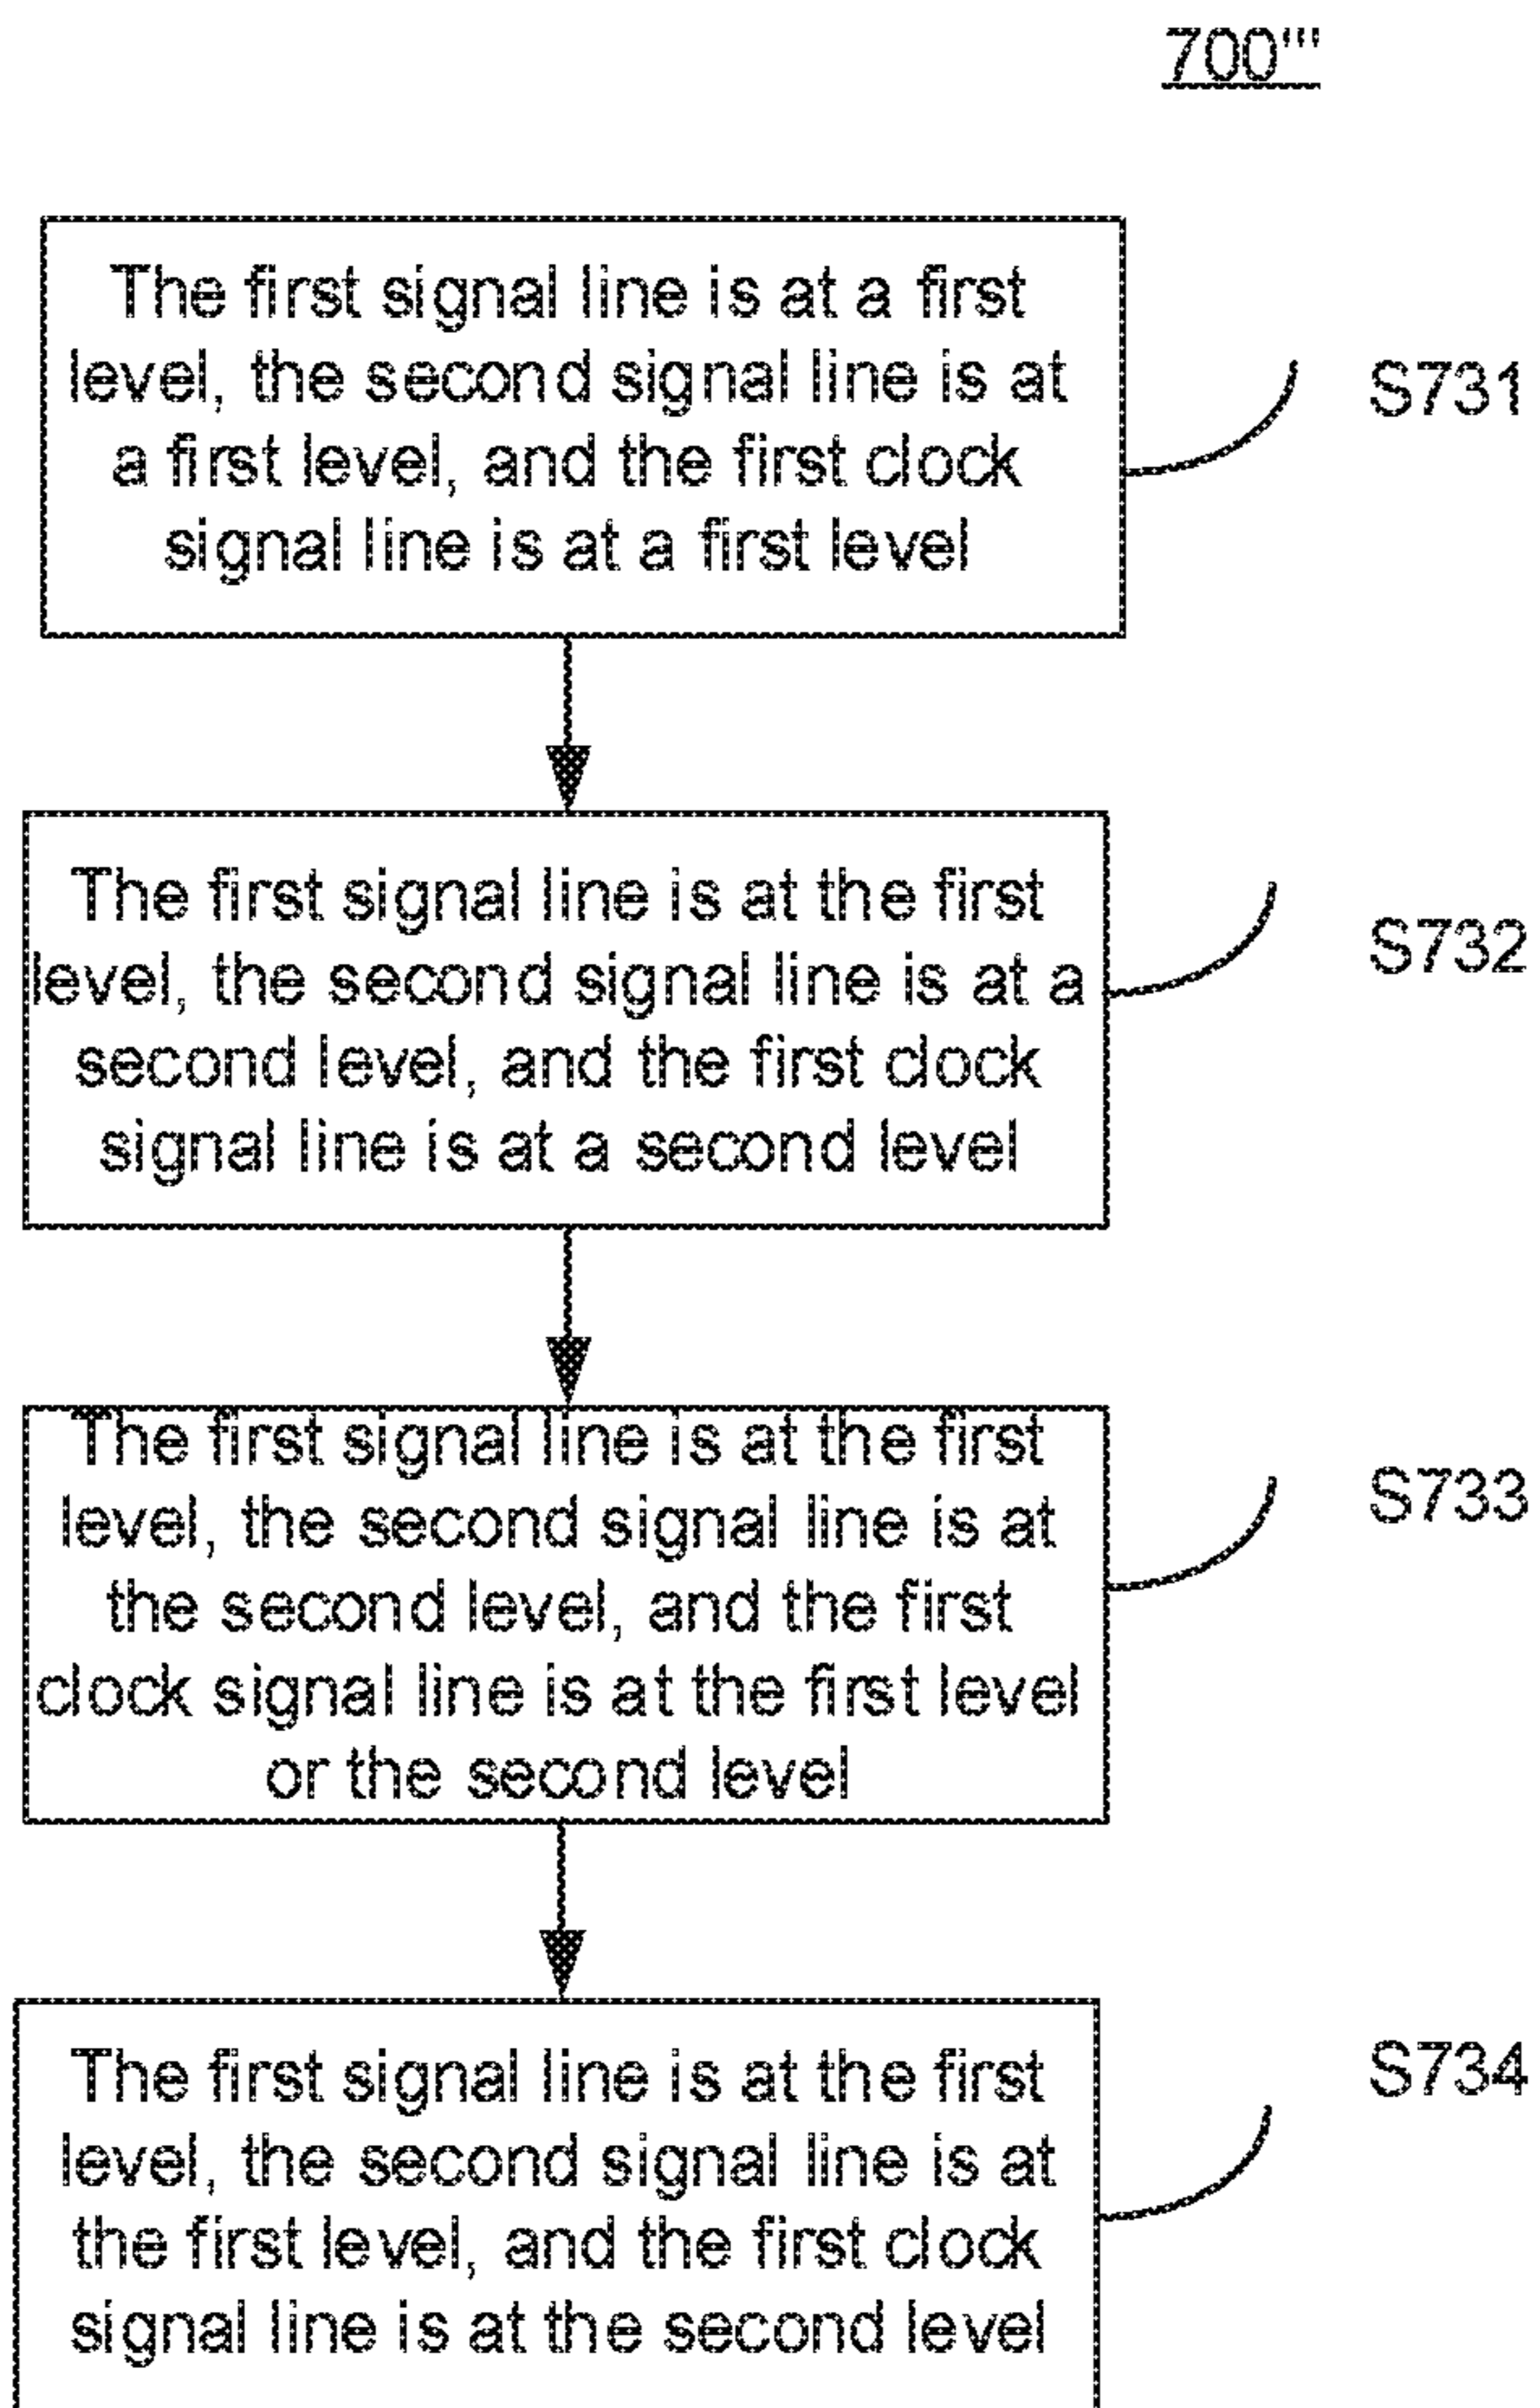 700'''
The first signal line is at a first
level, the second signal line is at
a first level, and the first clock
signal line is at a first level
S731
The first signal line is at the first
level, the second signal line is at a
second level, and the first clock
signal line is at a second level
S732
The first signal line is at the first
level, the second signal line is at
the second level, and the first
clock signal line is at the first level
or the second level
S733
The first signal line is at the first
level, the second signal line is at
the first level, and the first clock
signal line is at the second level
S734